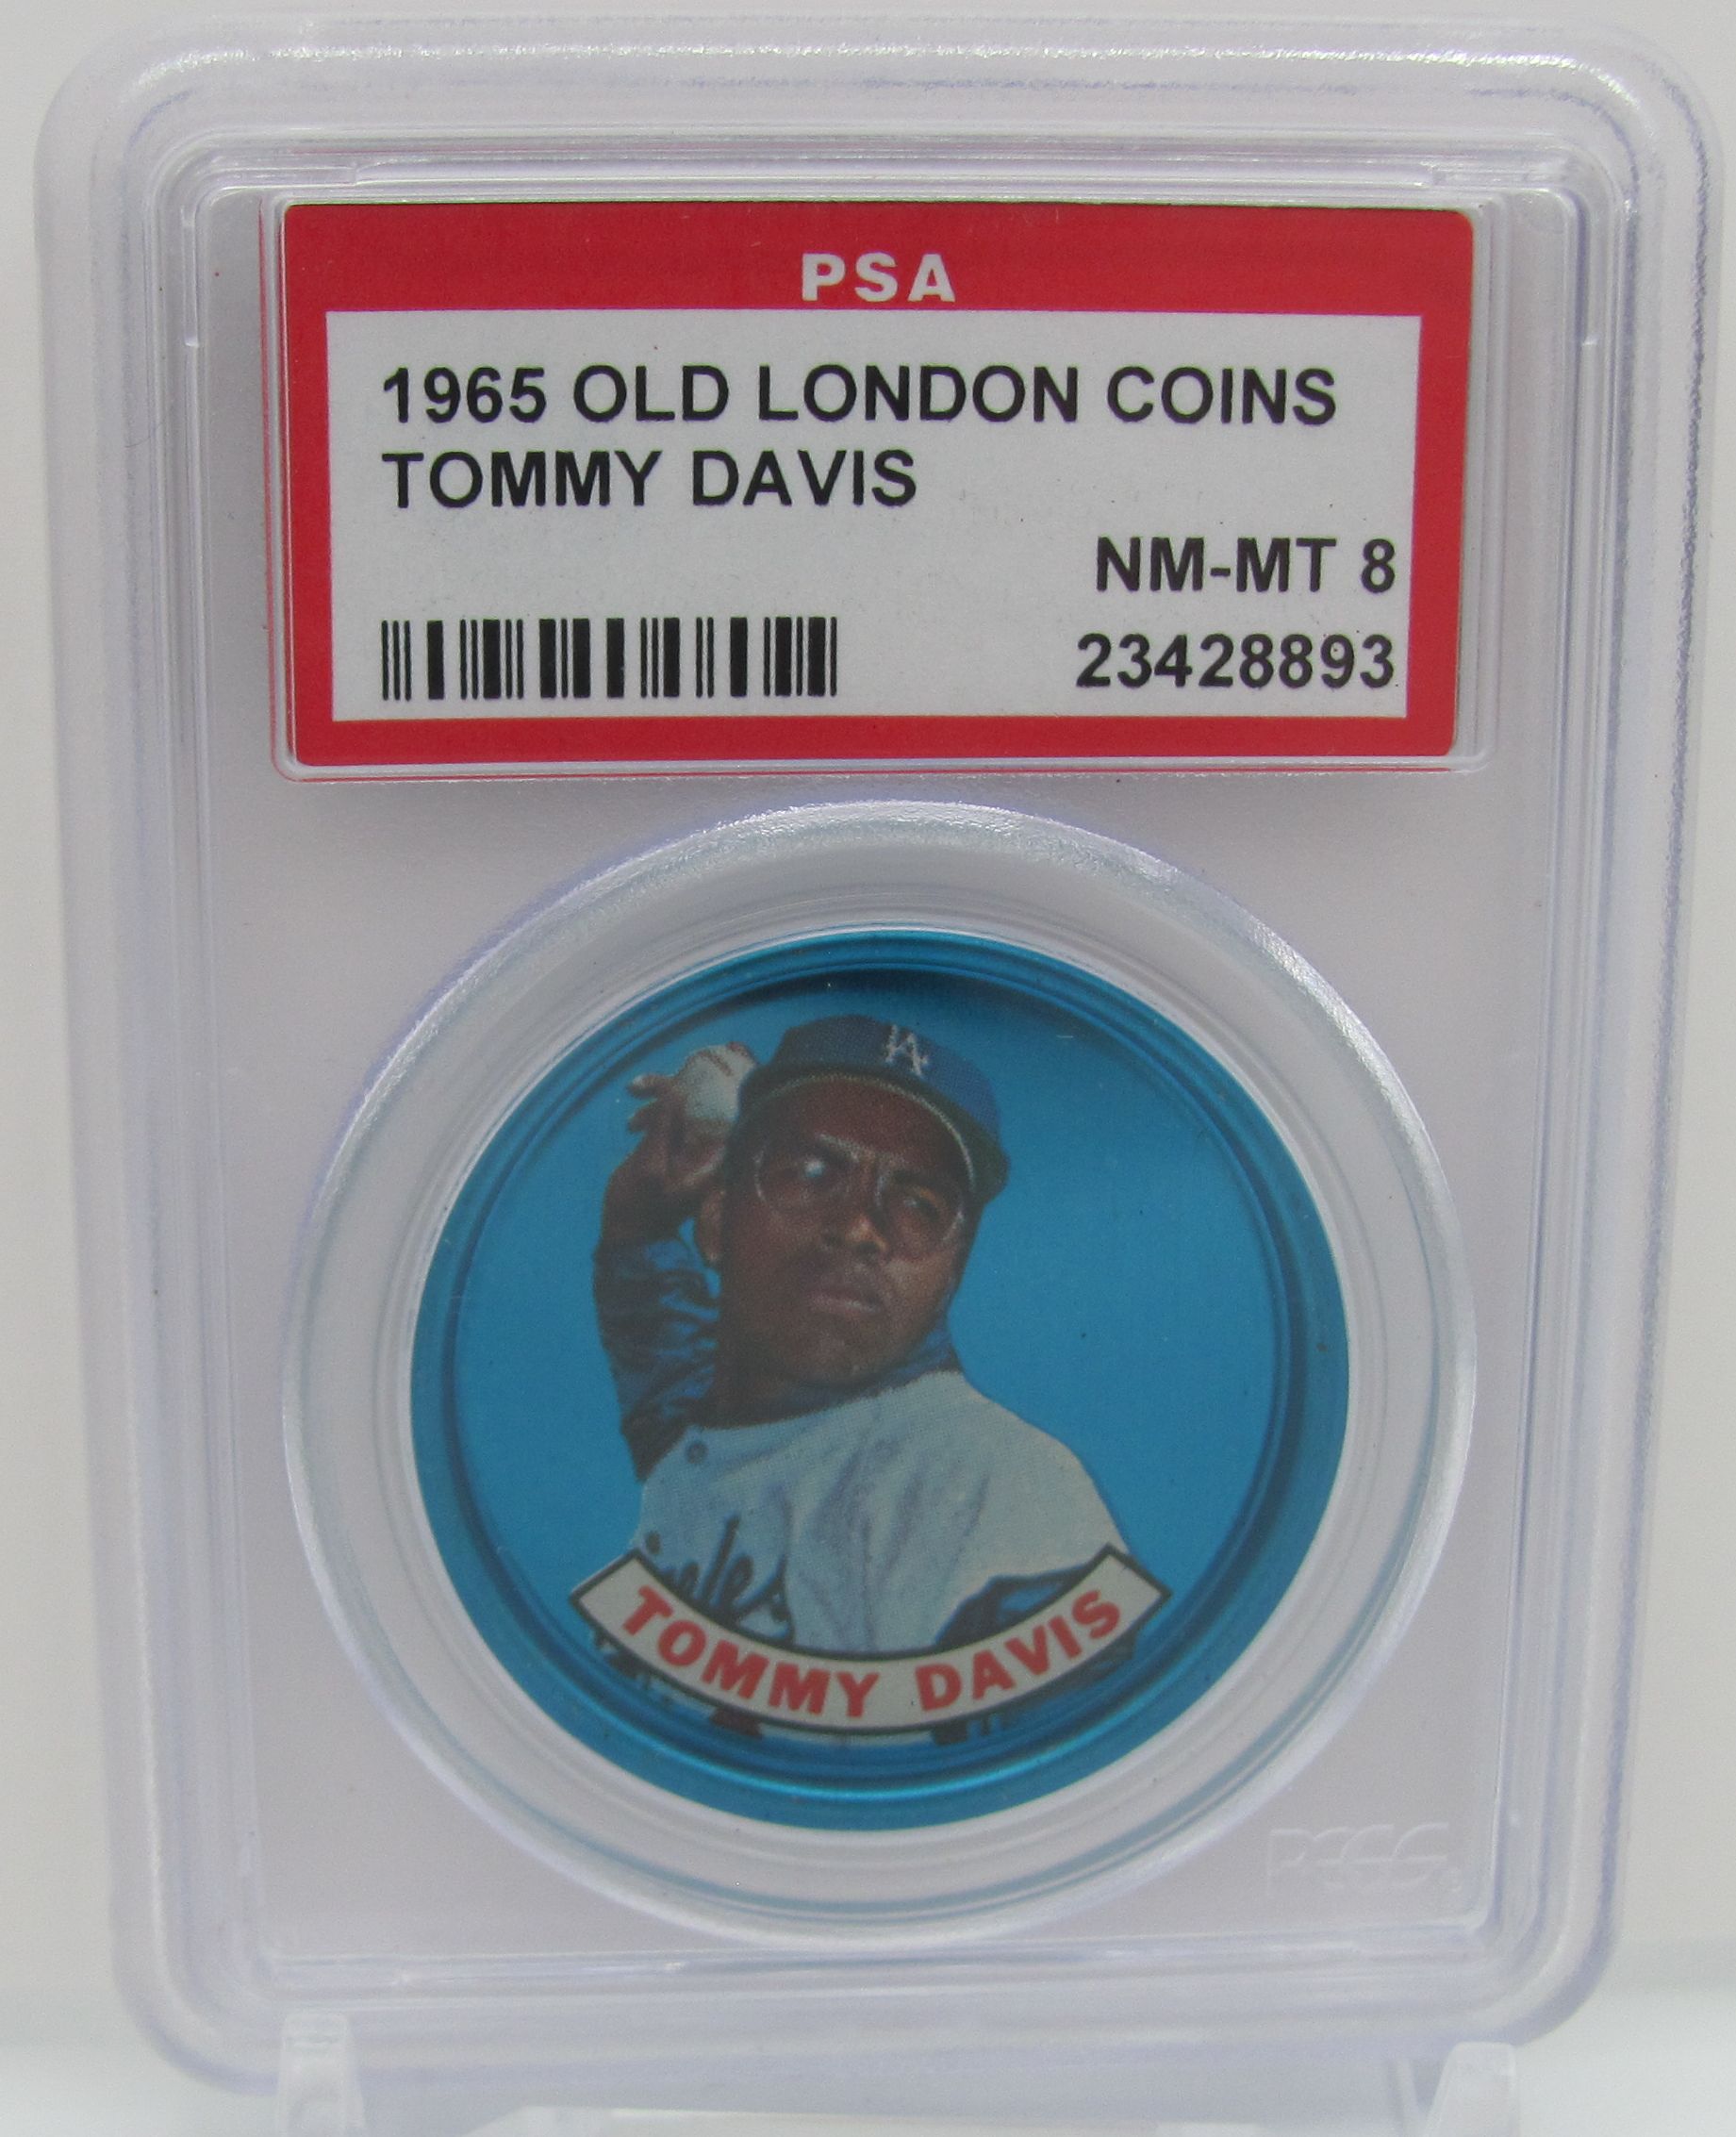 PSA
1965 OLD LONDON COINS
TOMMY DAVIS
NM-MT 8
23428893
LA
TOMMY DAVIS